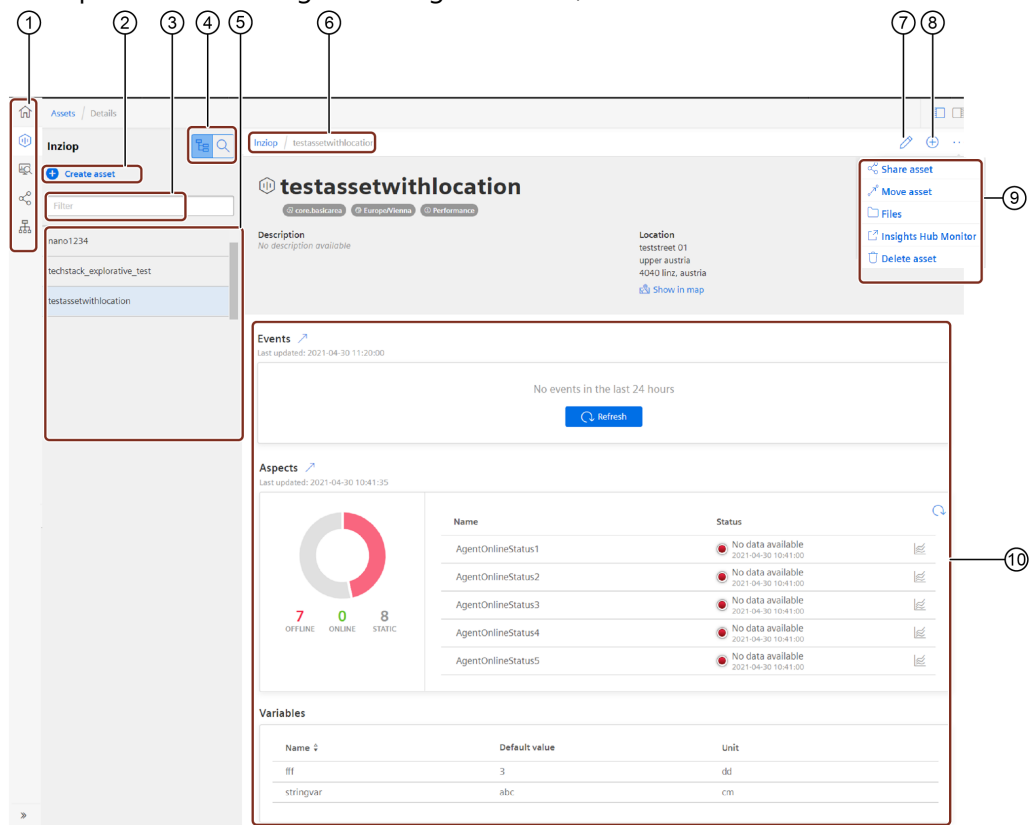 1 2 3 4 5 6 7 8
Assets / Details
Inziop
Inziop / testassetwithlocation
Create asset
Filter
nano1234
techstack_explorative_test
testassetwithlocation
testassetwithlocation
core.basicarea Europe/Vienna Performance
Description
No description available
Location
teststreet 01
upper austria
4040 linz, austria
Show in map
Share asset
Move asset
Files
Insights Hub Monitor
Delete asset
9
Events
Last updated: 2021-04-30 11:20:00
No events in the last 24 hours
Refresh
Aspects
Last updated: 2021-04-30 10:41:35
7 0 8
OFFLINE ONLINE STATIC
Name Status
AgentOnlineStatus1 No data available
2021-04-30 10:41:00
AgentOnlineStatus2 No data available
2021-04-30 10:41:00
AgentOnlineStatus3 No data available
2021-04-30 10:41:00
AgentOnlineStatus4 No data available
2021-04-30 10:41:00
AgentOnlineStatus5 No data available
2021-04-30 10:41:00
10
Variables
Name Default value Unit
fff 3 dd
stringvar abc cm